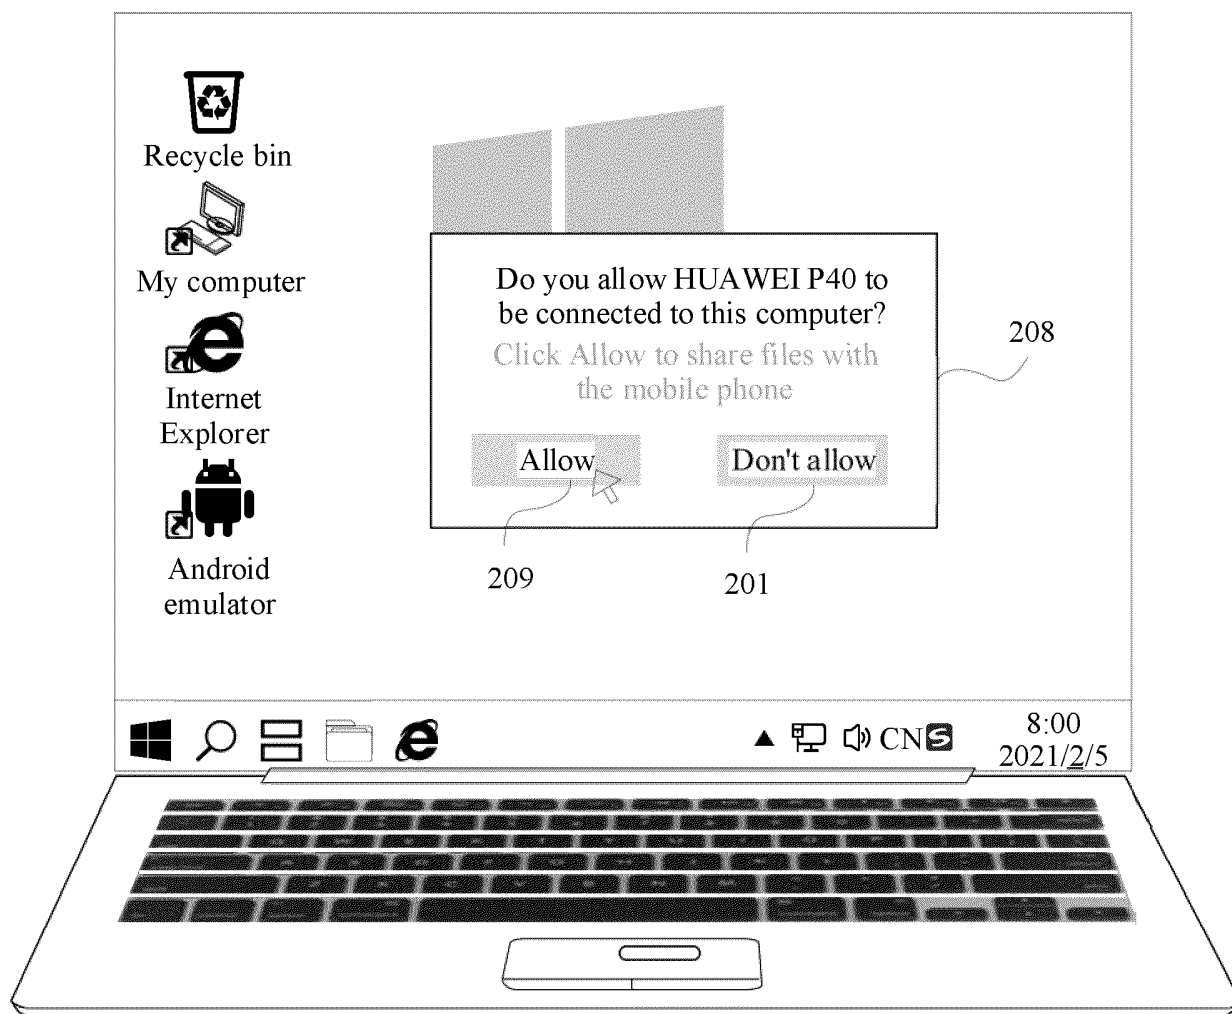 Recycle bin
My computer
Internet
Explorer
Android
emulator
Do you allow HUAWEI P40 to
be connected to this computer?
Click Allow to share files with
the mobile phone
Allow
Don't allow
208
209
201
CN
8:00
2021/2/5